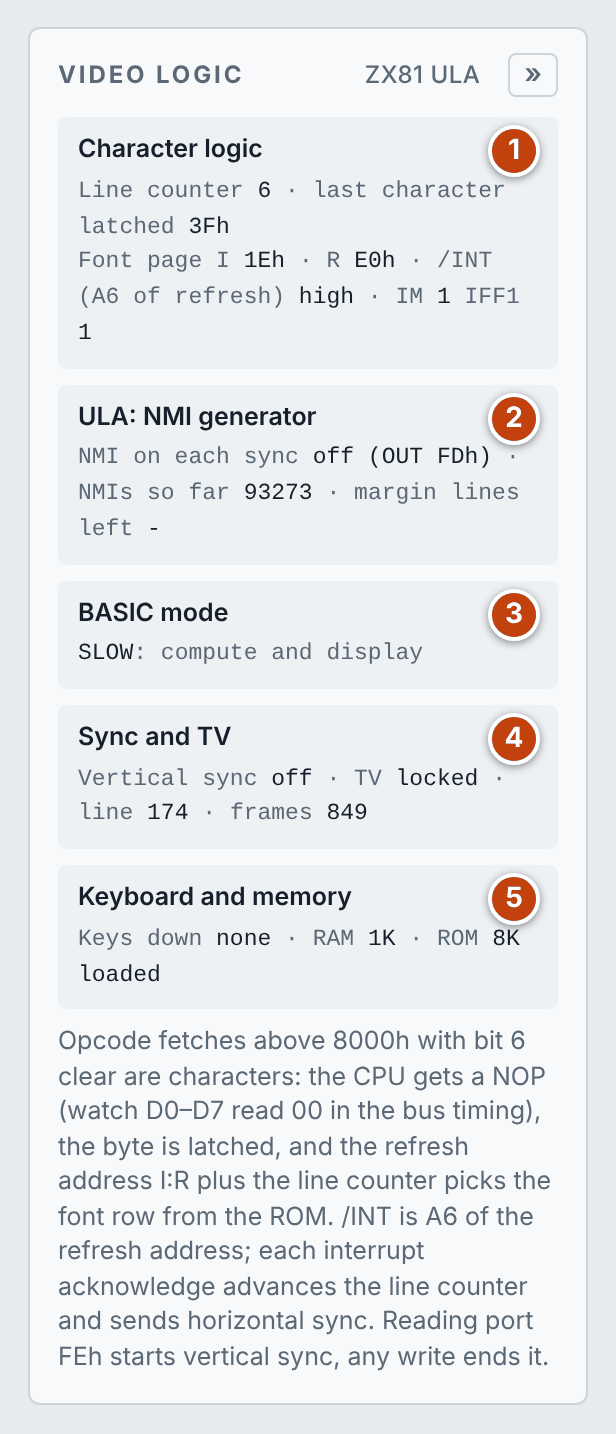 VIDEO LOGIC ZX81 ULA »
Character logic 1
Line counter 6 · last character
latched 3Fh
Font page I 1Eh · R E0h · /INT
(A6 of refresh) high · IM 1 IFF1
1
ULA: NMI generator 2
NMI on each sync off (OUT FDh) ·
NMIs so far 93273 · margin lines
left -
BASIC mode 3
SLOW: compute and display
Sync and TV 4
Vertical sync off · TV locked ·
line 174 · frames 849
Keyboard and memory 5
Keys down none · RAM 1K · ROM 8K
loaded
Opcode fetches above 8000h with bit 6
clear are characters: the CPU gets a NOP
(watch D0–D7 read 00 in the bus timing),
the byte is latched, and the refresh
address I:R plus the line counter picks the
font row from the ROM. /INT is A6 of the
refresh address; each interrupt
acknowledge advances the line counter
and sends horizontal sync. Reading port
FEh starts vertical sync, any write ends it.